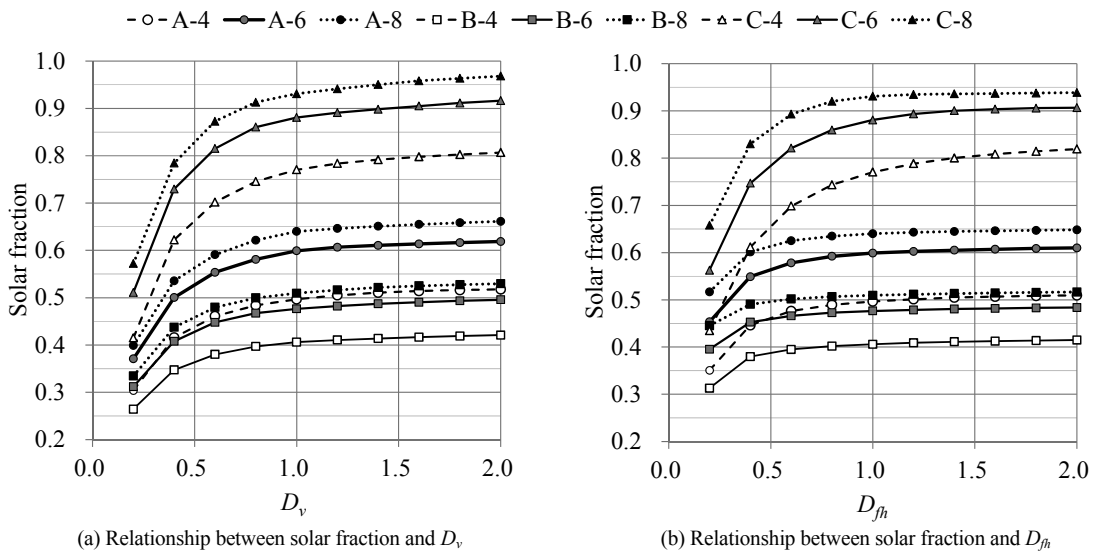 A-4 A-6 A-8 B-4 B-6 B-8 C-4 C-6 C-8
Solar fraction
1.0
0.9
0.8
0.7
0.6
0.5
0.4
0.3
0.2
0.0 0.5 1.0 1.5 2.0
Dv
(a) Relationship between solar fraction and Dv
Solar fraction
1.0
0.9
0.8
0.7
0.6
0.5
0.4
0.3
0.2
0.0 0.5 1.0 1.5 2.0
Dfh
(b) Relationship between solar fraction and Dfh